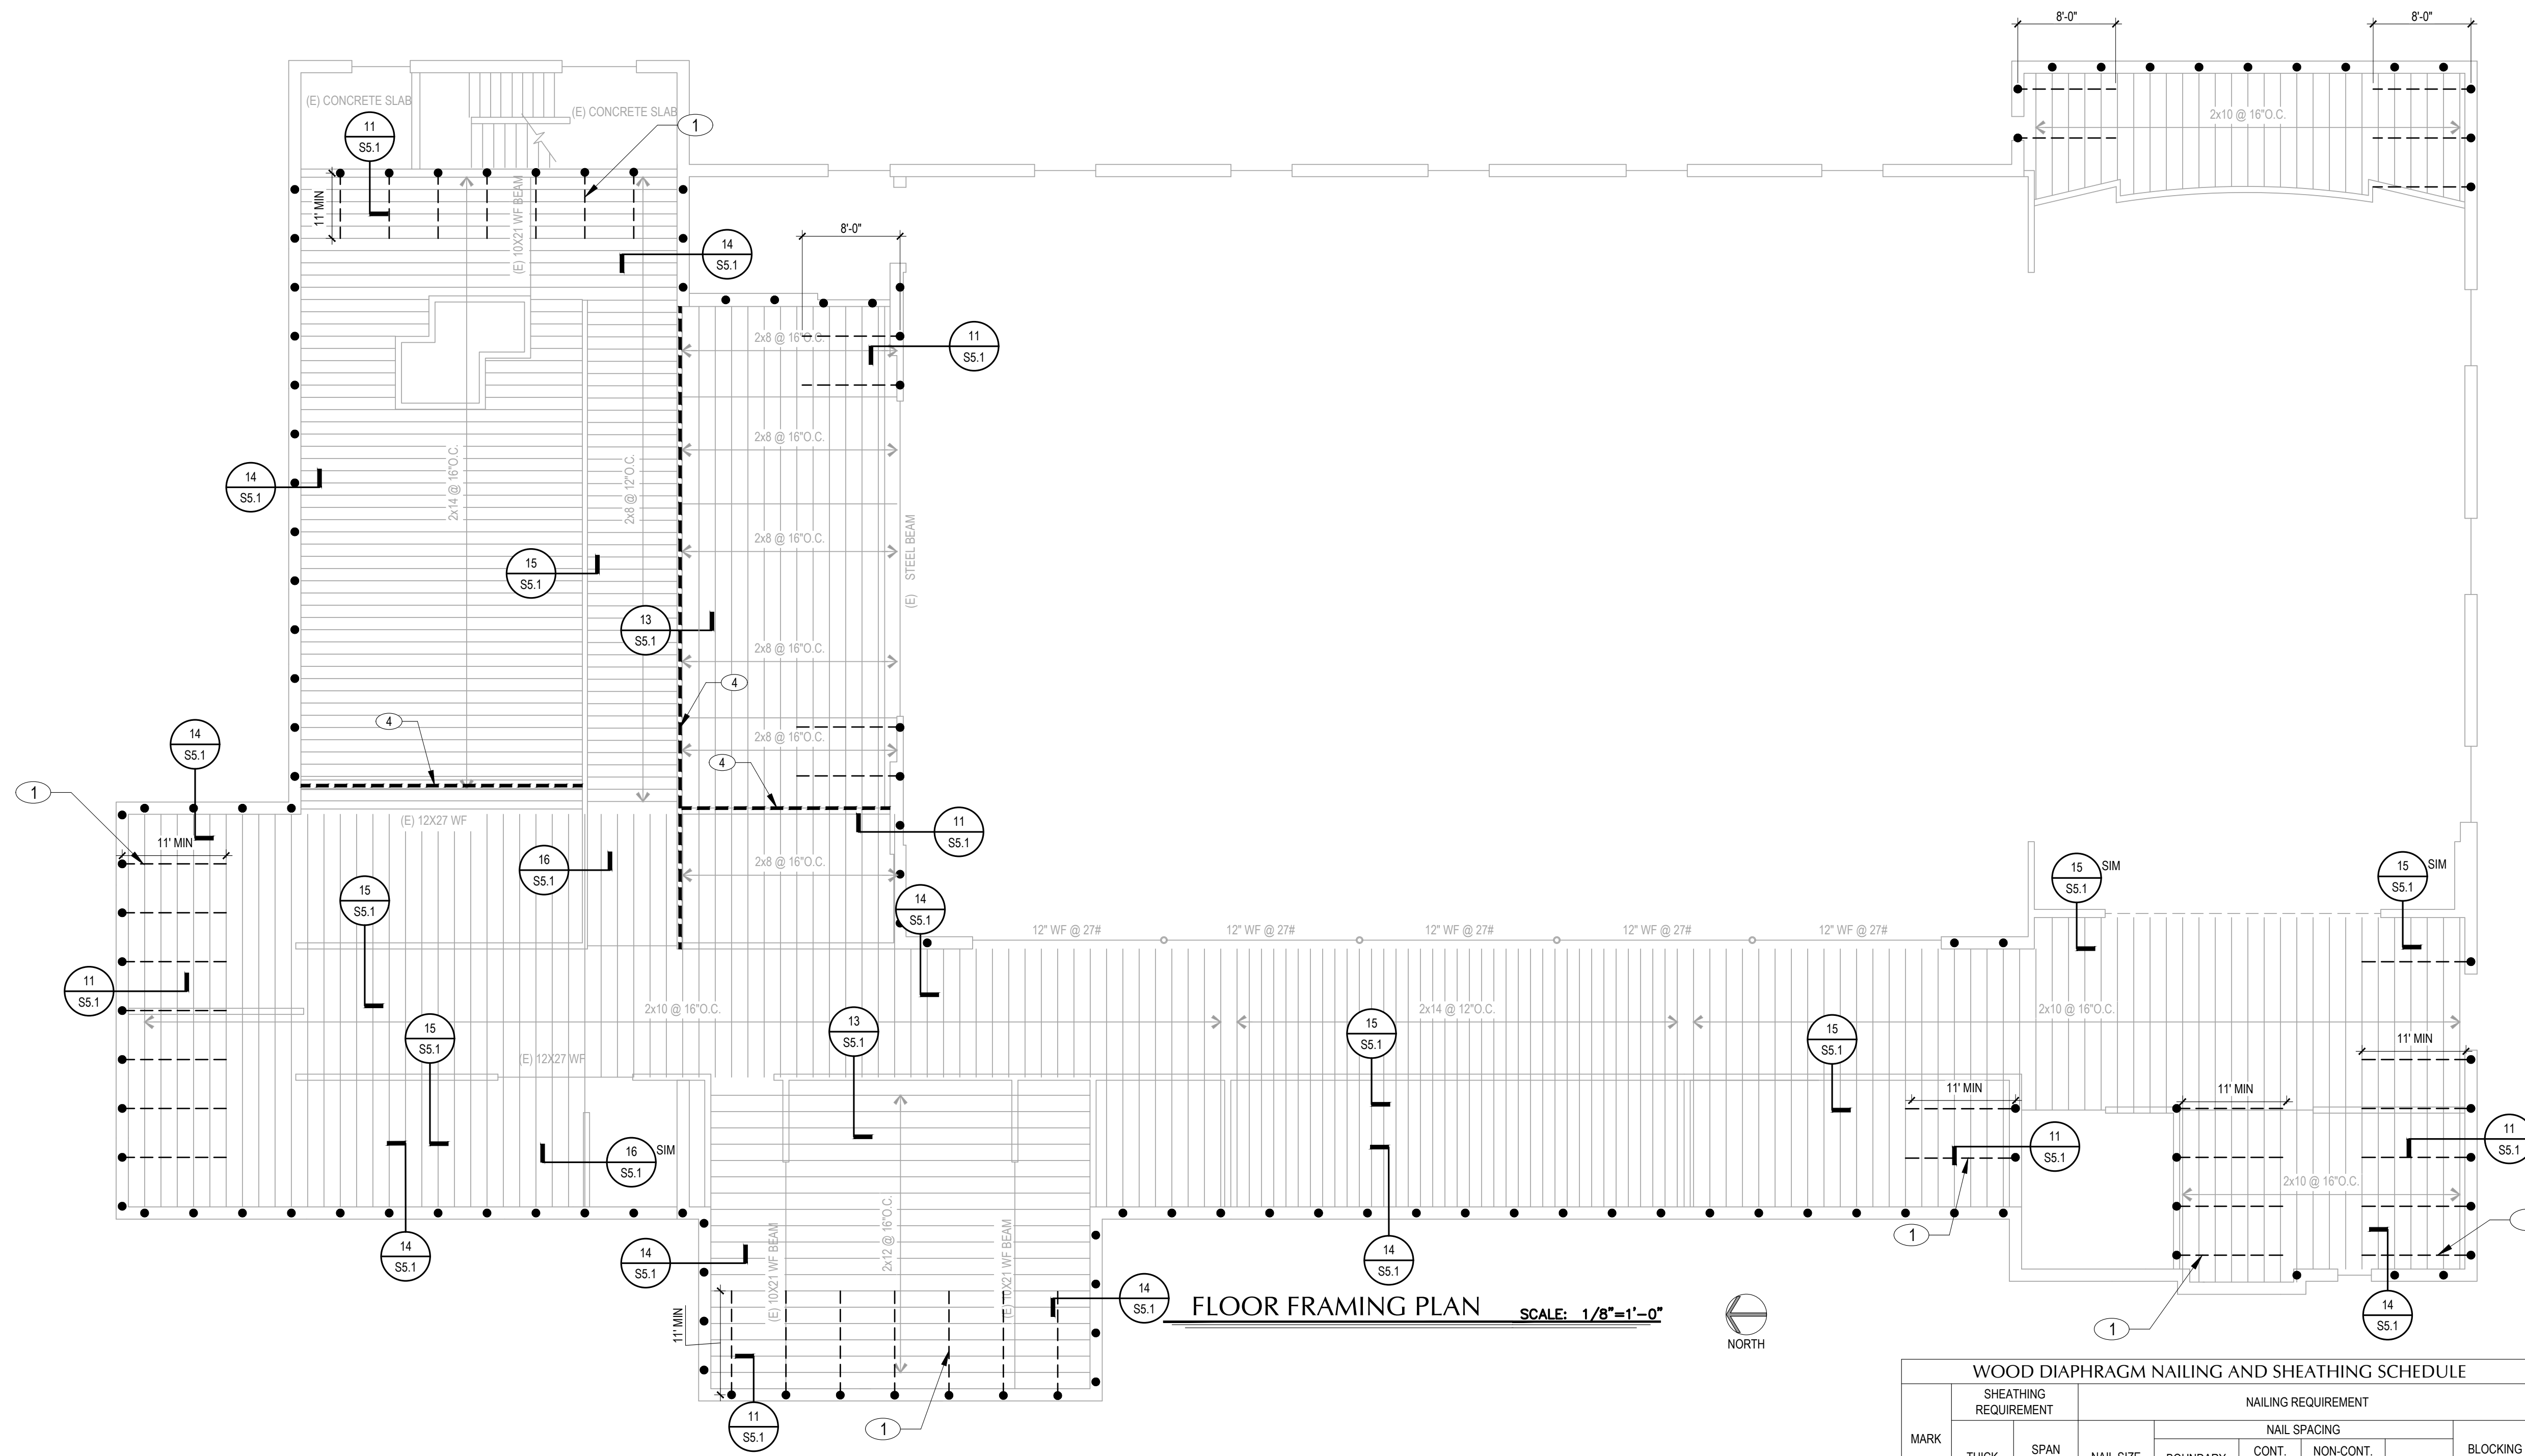 8'-0"
8'-0"
(E) CONCRETE SLAB
(E) CONCRETE SLAB
11
S5.1
1
2x10 @ 16"O.C.
11' MIN
(E) 10X21 WF BEAM
14
S5.1
8'-0"
2x8 @ 16"O.C.
11
S5.1
2x8 @ 16"O.C.
2x14 @ 16"O.C.
2x8 @ 12"O.C.
14
S5.1
2x8 @ 16"O.C.
(E) STEEL BEAM
15
S5.1
13
S5.1
2x8 @ 16"O.C.
4
4
14
S5.1
2x8 @ 16"O.C.
4
1
(E) 12X27 WF
11
S5.1
11' MIN
16
S5.1
2x8 @ 16"O.C.
15
S5.1
SIM
15
S5.1
SIM
15
S5.1
14
S5.1
12" WF @ 27#
12" WF @ 27#
12" WF @ 27#
12" WF @ 27#
12" WF @ 27#
11
S5.1
2x10 @ 16"O.C.
2x14 @ 12"O.C.
2x10 @ 16"O.C.
15
S5.1
13
S5.1
15
S5.1
15
S5.1
11' MIN
(E) 12X27 WF
11' MIN
11' MIN
16
S5.1
SIM
11
S5.1
11
S5.1
2x10 @ 16"O.C.
14
S5.1
14
S5.1
(E) 10X21 WF BEAM
2x12 @ 16"O.C.
(E) 10X21 WF BEAM
14
S5.1
1
14
S5.1
14
S5.1
11' MIN
FLOOR FRAMING PLAN
SCALE: 1/8"=1'-0"
NORTH
1
11
S5.1
1
WOOD DIAPHRAGM NAILING AND SHEATHING SCHEDULE
SHEATHING
REQUIREMENT
NAILING REQUIREMENT
MARK
NAIL SPACING
SPAN
CONT.
NON-CONT.
BLOCKING
THICK
NAIL SIZE
BOUNDARY